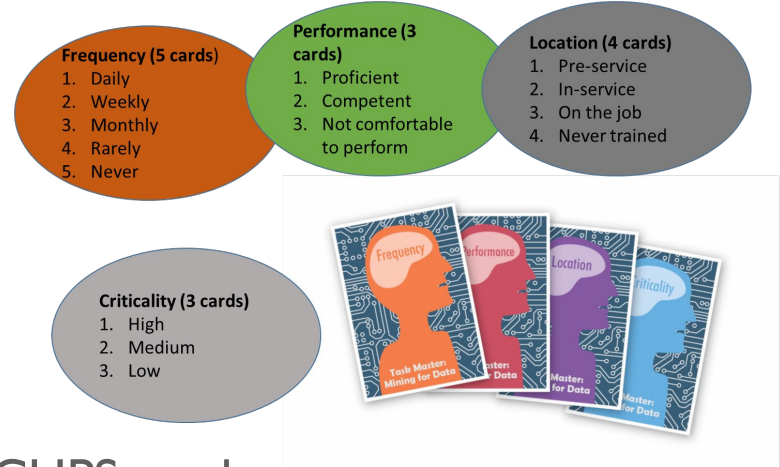 Frequency (5 cards)
1. Daily
2. Weekly
3. Monthly
4. Rarely
5. Never
Performance (3
cards)
1. Proficient
2. Competent
3. Not comfortable
to perform
Location (4 cards)
1. Pre-service
2. In-service
3. On the job
4. Never trained
Criticality (3 cards)
1. High
2. Medium
3. Low
Frequency
Task Master:
Mining for Data
Performance
Data
Location
Master:
for Data
Master:
for Data